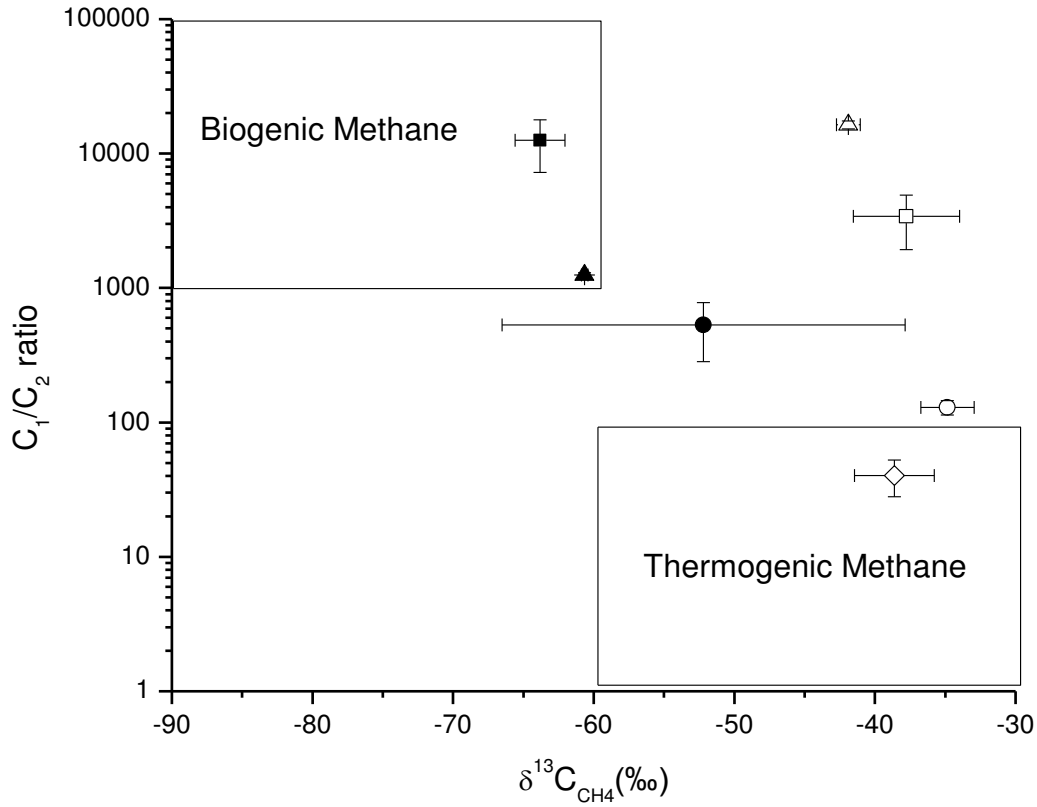 100000
10000
1000
100
10
1
C₁/C₂ ratio
Biogenic Methane
Thermogenic Methane
-90 -80 -70 -60 -50 -40 -30
δ¹³C_CH4(‰)